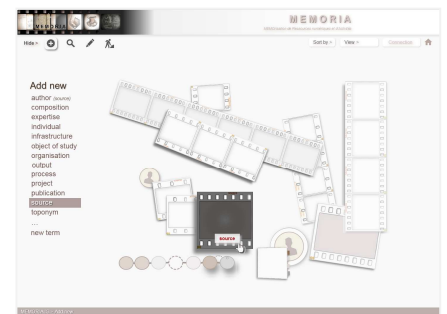 MEMORIA
MEMORIA
Hide >
Sort by >
View >
Connection
Add new
author (source)
composition
expertise
individual
infrastructure
object of study
organisation
output
process
project
publication
source
toponym
...
new term
source